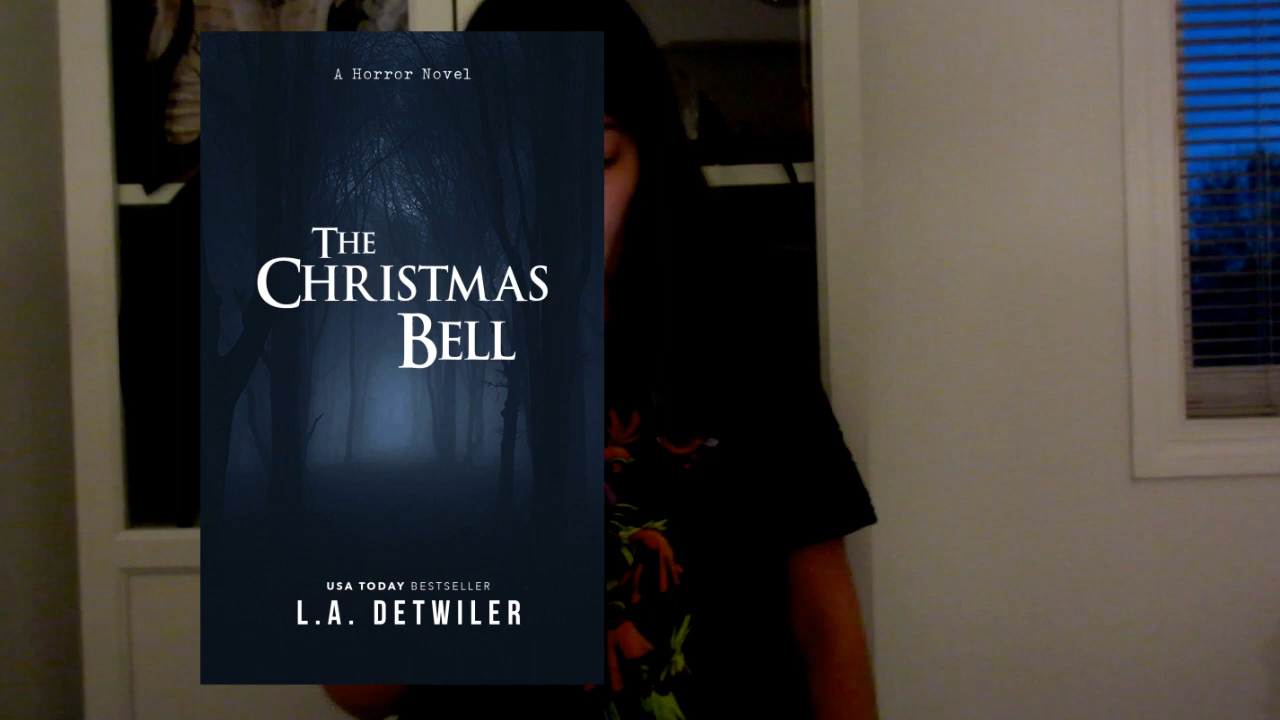 A Horror Novel
THE
CHRISTMAS
BELL
USA TODAY BESTSELLER
L.A. DETWILER